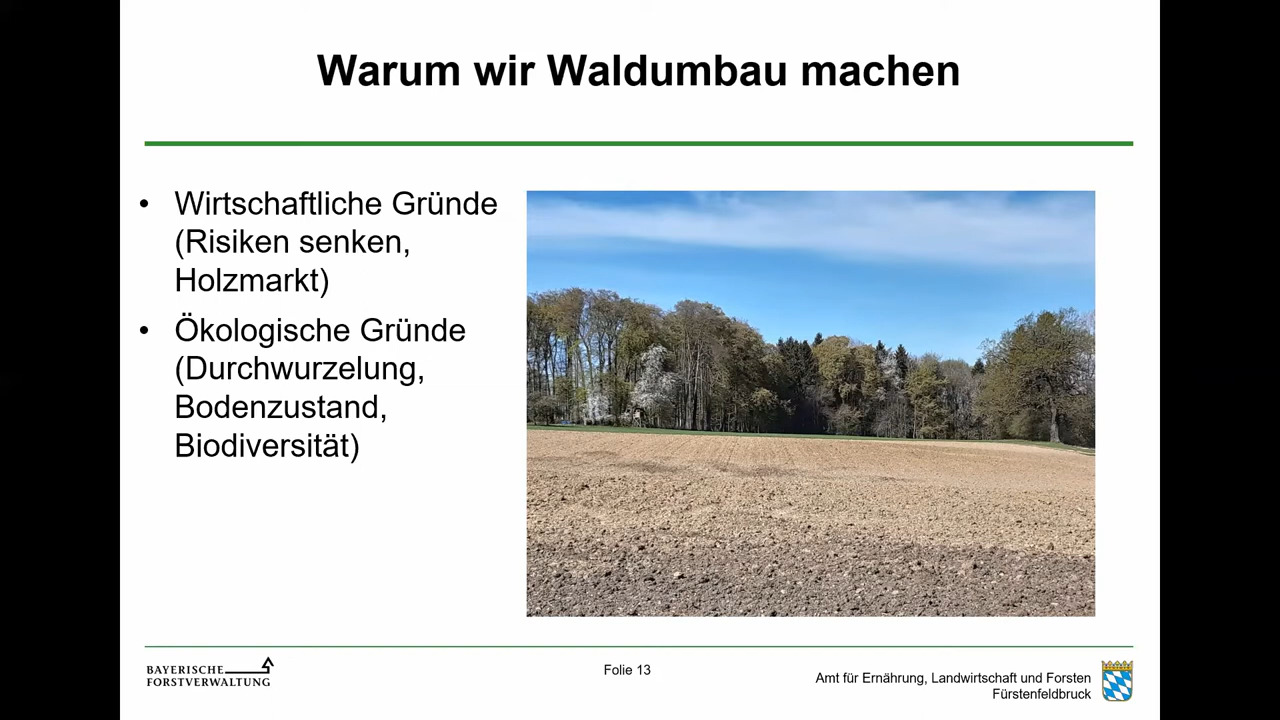 Warum wir Waldumbau machen
• Wirtschaftliche Gründe
(Risiken senken,
Holzmarkt)
• Ökologische Gründe
(Durchwurzelung,
Bodenzustand,
Biodiversität)
BAYERISCHE
FORSTVERWALTUNG
Folie 13
Amt für Ernährung, Landwirtschaft und Forsten
Fürstenfeldbruck